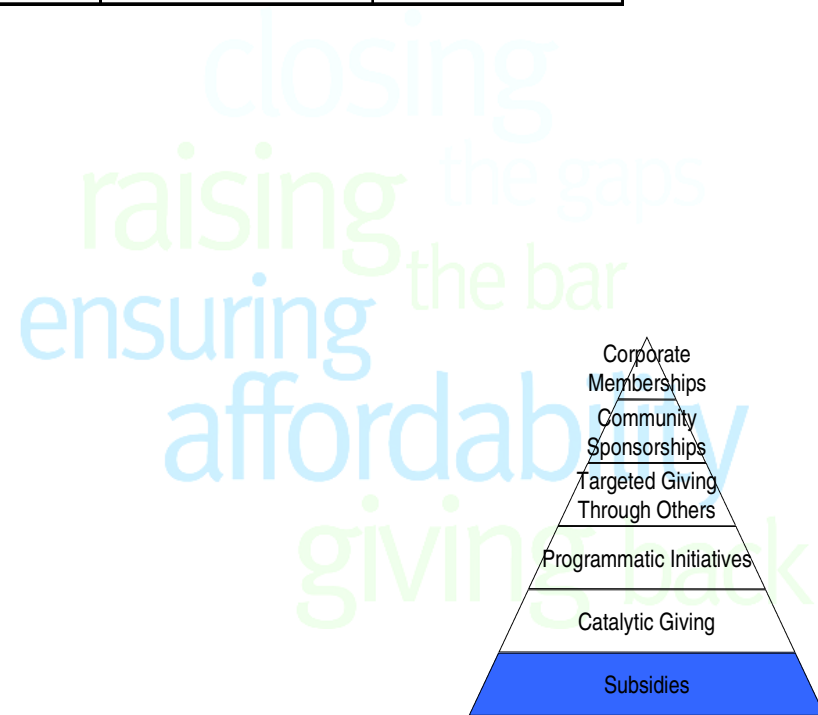 closing
the gaps
raising
the bar
ensuring
affordability
giving back
Corporate
Memberships
Community
Sponsorships
Targeted Giving
Through Others
Programmatic Initiatives
Catalytic Giving
Subsidies